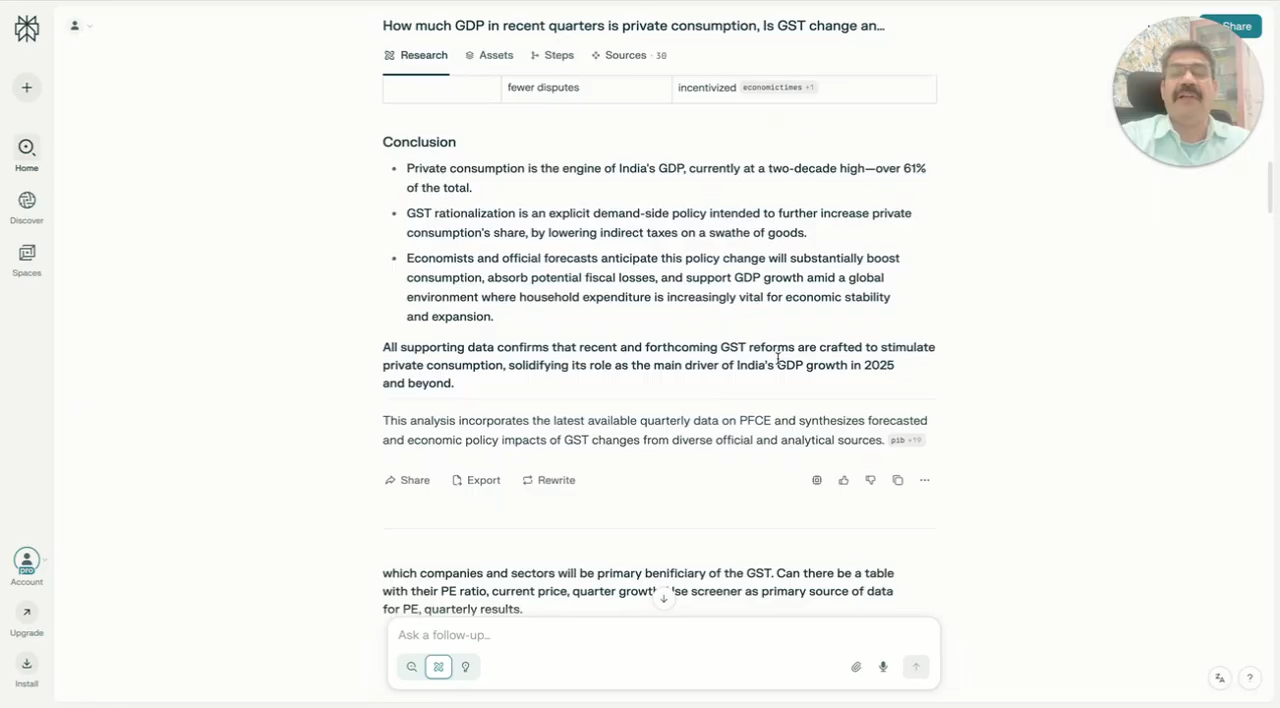 How much GDP in recent quarters is private consumption, Is GST change an...
Share
Research
Assets
Steps
Sources · 30
fewer disputes
incentivized economictimes +1
Conclusion
• Private consumption is the engine of India's GDP, currently at a two-decade high—over 61%
of the total.
• GST rationalization is an explicit demand-side policy intended to further increase private
consumption's share, by lowering indirect taxes on a swathe of goods.
• Economists and official forecasts anticipate this policy change will substantially boost
consumption, absorb potential fiscal losses, and support GDP growth amid a global
environment where household expenditure is increasingly vital for economic stability
and expansion.
All supporting data confirms that recent and forthcoming GST reforms are crafted to stimulate
private consumption, solidifying its role as the main driver of India's GDP growth in 2025
and beyond.
This analysis incorporates the latest available quarterly data on PFCE and synthesizes forecasted
and economic policy impacts of GST changes from diverse official and analytical sources. pib +19
Share
Export
Rewrite
which companies and sectors will be primary benificiary of the GST. Can there be a table
with their PE ratio, current price, quarter growth se screener as primary source of data
for PE, quarterly results.
Ask a follow-up...
Home
Discover
Spaces
pro
Account
Upgrade
Install
?